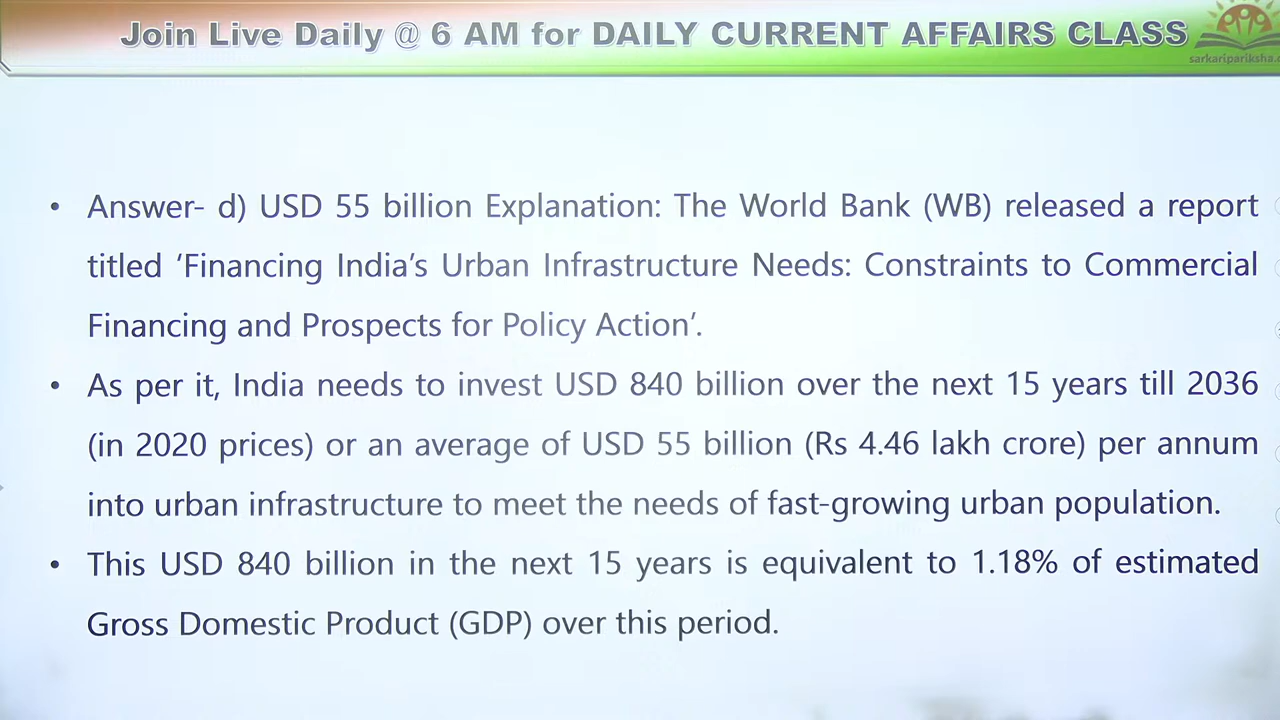 Join Live Daily @ 6 AM for DAILY CURRENT AFFAIRS CLASS
• Answer- d) USD 55 billion Explanation: The World Bank (WB) released a report
titled ‘Financing India’s Urban Infrastructure Needs: Constraints to Commercial
Financing and Prospects for Policy Action’.
• As per it, India needs to invest USD 840 billion over the next 15 years till 2036
(in 2020 prices) or an average of USD 55 billion (Rs 4.46 lakh crore) per annum
into urban infrastructure to meet the needs of fast-growing urban population.
• This USD 840 billion in the next 15 years is equivalent to 1.18% of estimated
Gross Domestic Product (GDP) over this period.